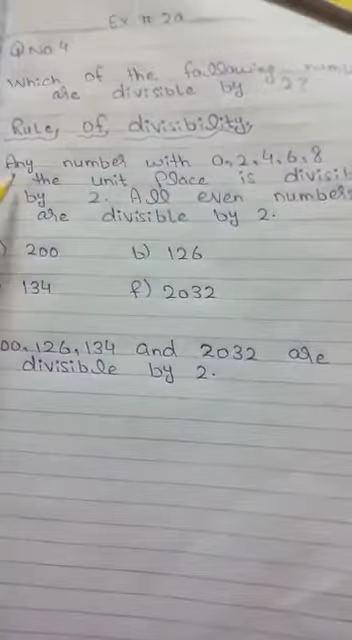 Ex # 2a
Q No 4
Which of the following
are divisible by 2?
Rule of divisibility
Any number with 0, 2, 4, 6, 8
the unit place is divisib
by 2. All even numbers
are divisible by 2.
) 200 b) 126
134 f) 2032
00, 126, 134 and 2032 are
divisible by 2.